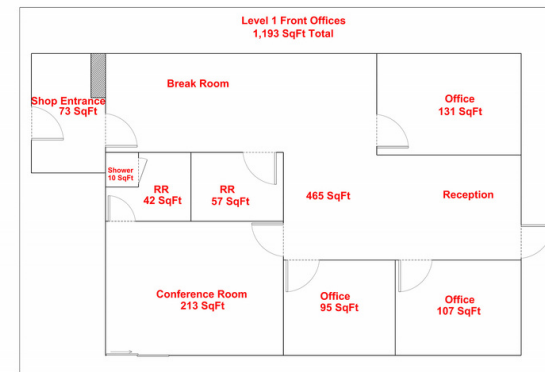 Level 1 Front Offices
1,193 SqFt Total
Break Room
Office
131 SqFt
Shop Entrance
73 SqFt
Shower
10 SqFt
RR
42 SqFt
RR
57 SqFt
465 SqFt
Reception
Conference Room
213 SqFt
Office
95 SqFt
Office
107 SqFt